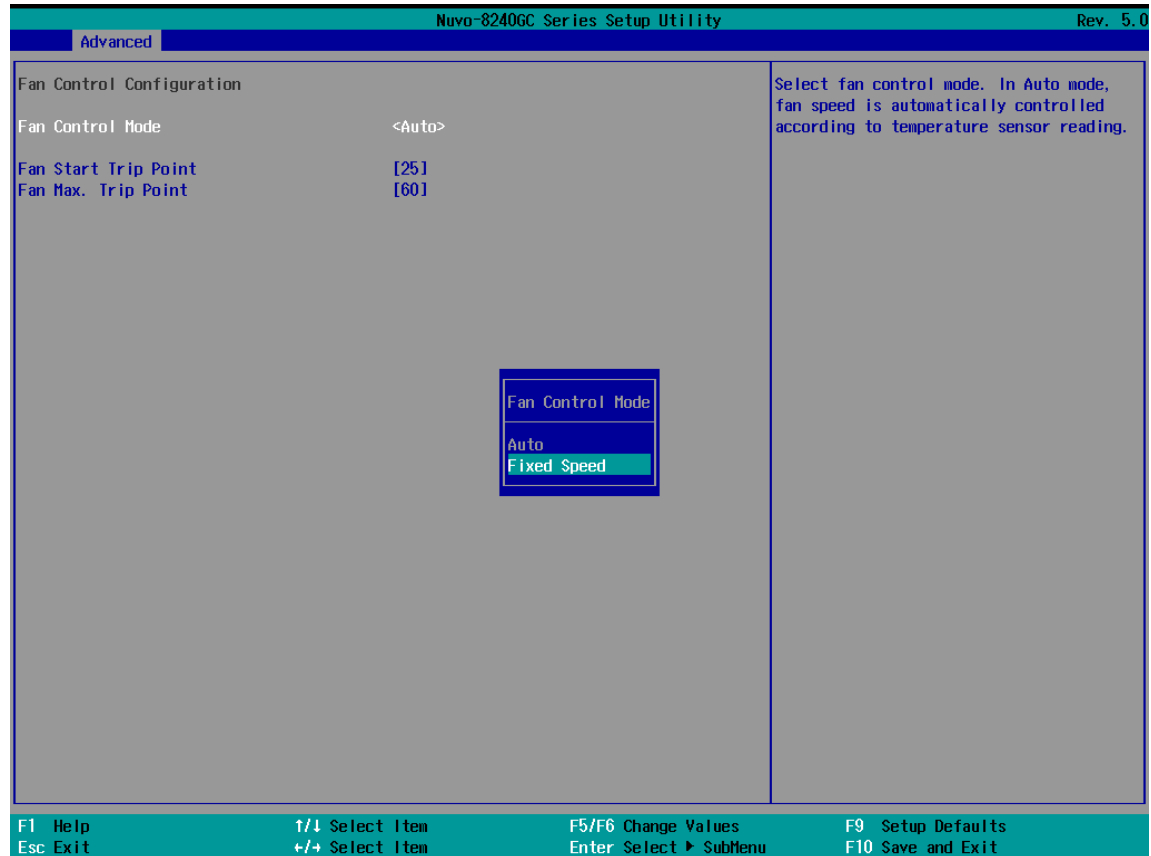 Nuvo-8240GC Series Setup Utility Rev. 5.0
Advanced
Fan Control Configuration
Fan Control Mode <Auto>
Fan Start Trip Point [25]
Fan Max. Trip Point [60]
Select fan control mode. In Auto mode,
fan speed is automatically controlled
according to temperature sensor reading.
Fan Control Mode
Auto
Fixed Speed
F1 Help ↑/↓ Select Item F5/F6 Change Values F9 Setup Defaults
Esc Exit ←/→ Select Item Enter Select ▶ SubMenu F10 Save and Exit